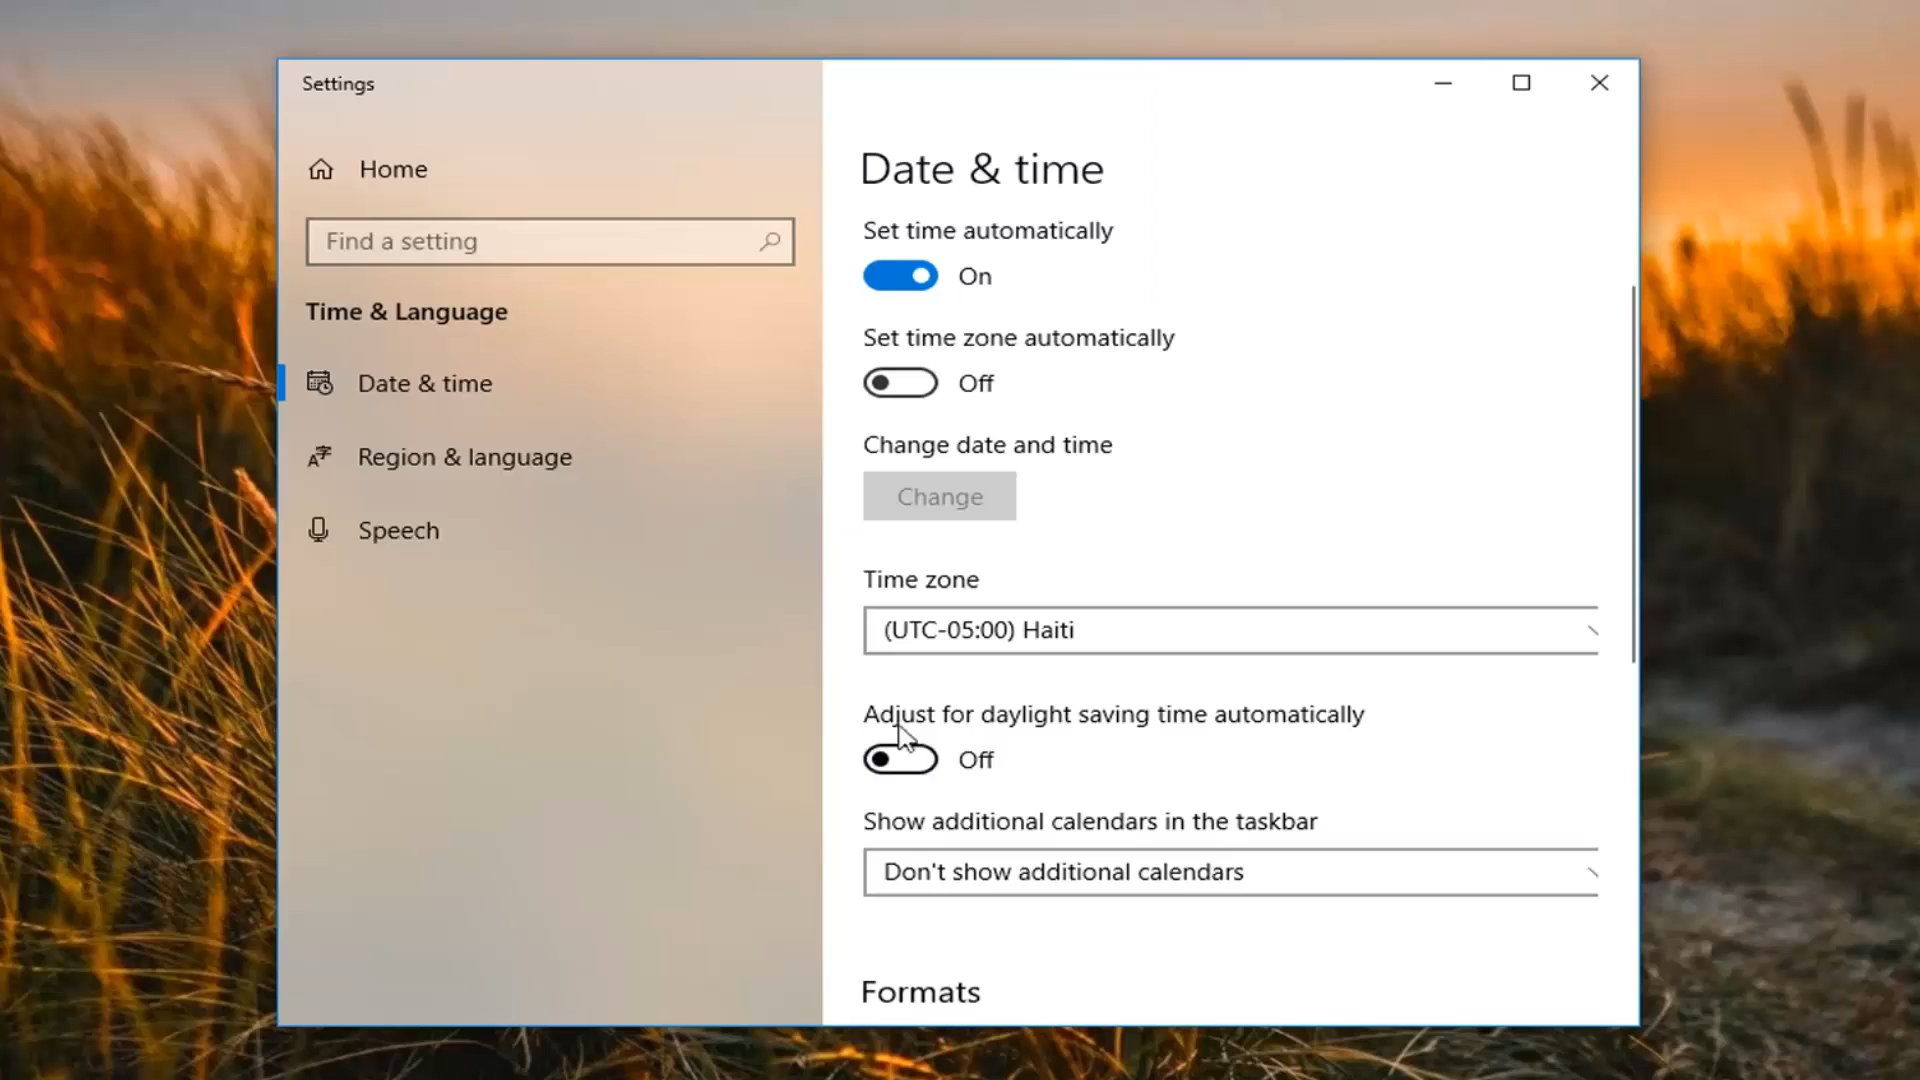 Settings
Home
Find a setting
Time & Language
Date & time
Region & language
Speech
Date & time
Set time automatically
On
Set time zone automatically
Off
Change date and time
Change
Time zone
(UTC-05:00) Haiti
Adjust for daylight saving time automatically
Off
Show additional calendars in the taskbar
Don't show additional calendars
Formats